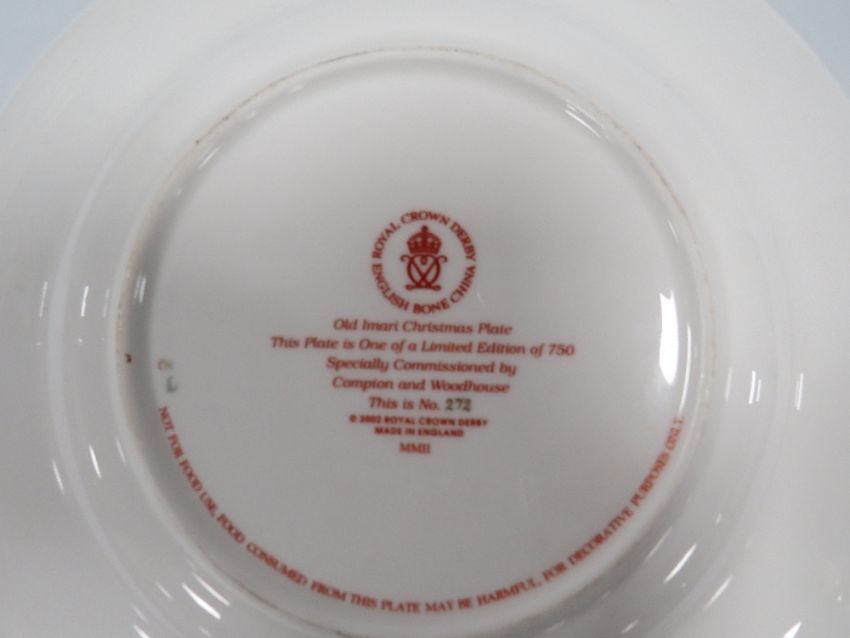 ROYAL CROWN DERBY
ENGLISH BONE CHINA
Old Imari Christmas Plate
This Plate is One of a Limited Edition of 750
Specially Commissioned by
Compton and Woodhouse
This is No. 272
© 2002 ROYAL CROWN DERBY
MADE IN ENGLAND
MMII
NOT FOR FOOD USE. FOOD CONSUMED FROM THIS PLATE MAY BE HARMFUL. FOR DECORATIVE PURPOSES ONLY.